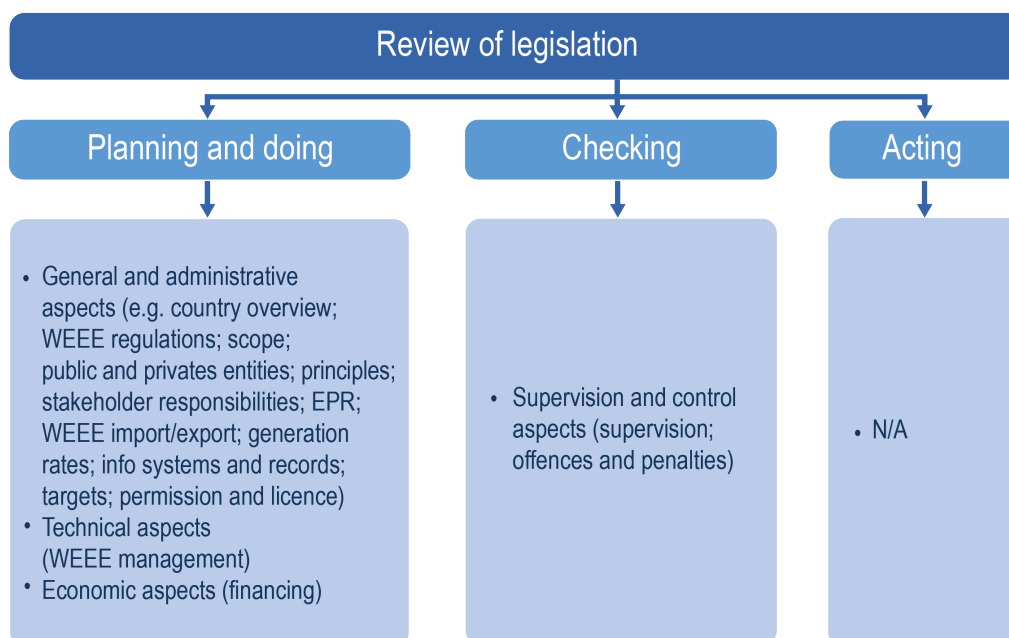 Review of legislation
Planning and doing
Checking
Acting
• General and administrative
aspects (e.g. country overview;
WEEE regulations; scope;
public and privates entities; principles;
stakeholder responsibilities; EPR;
WEEE import/export; generation
rates; info systems and records;
targets; permission and licence)
• Technical aspects
(WEEE management)
• Economic aspects (financing)
• Supervision and control
aspects (supervision;
offences and penalties)
• N/A